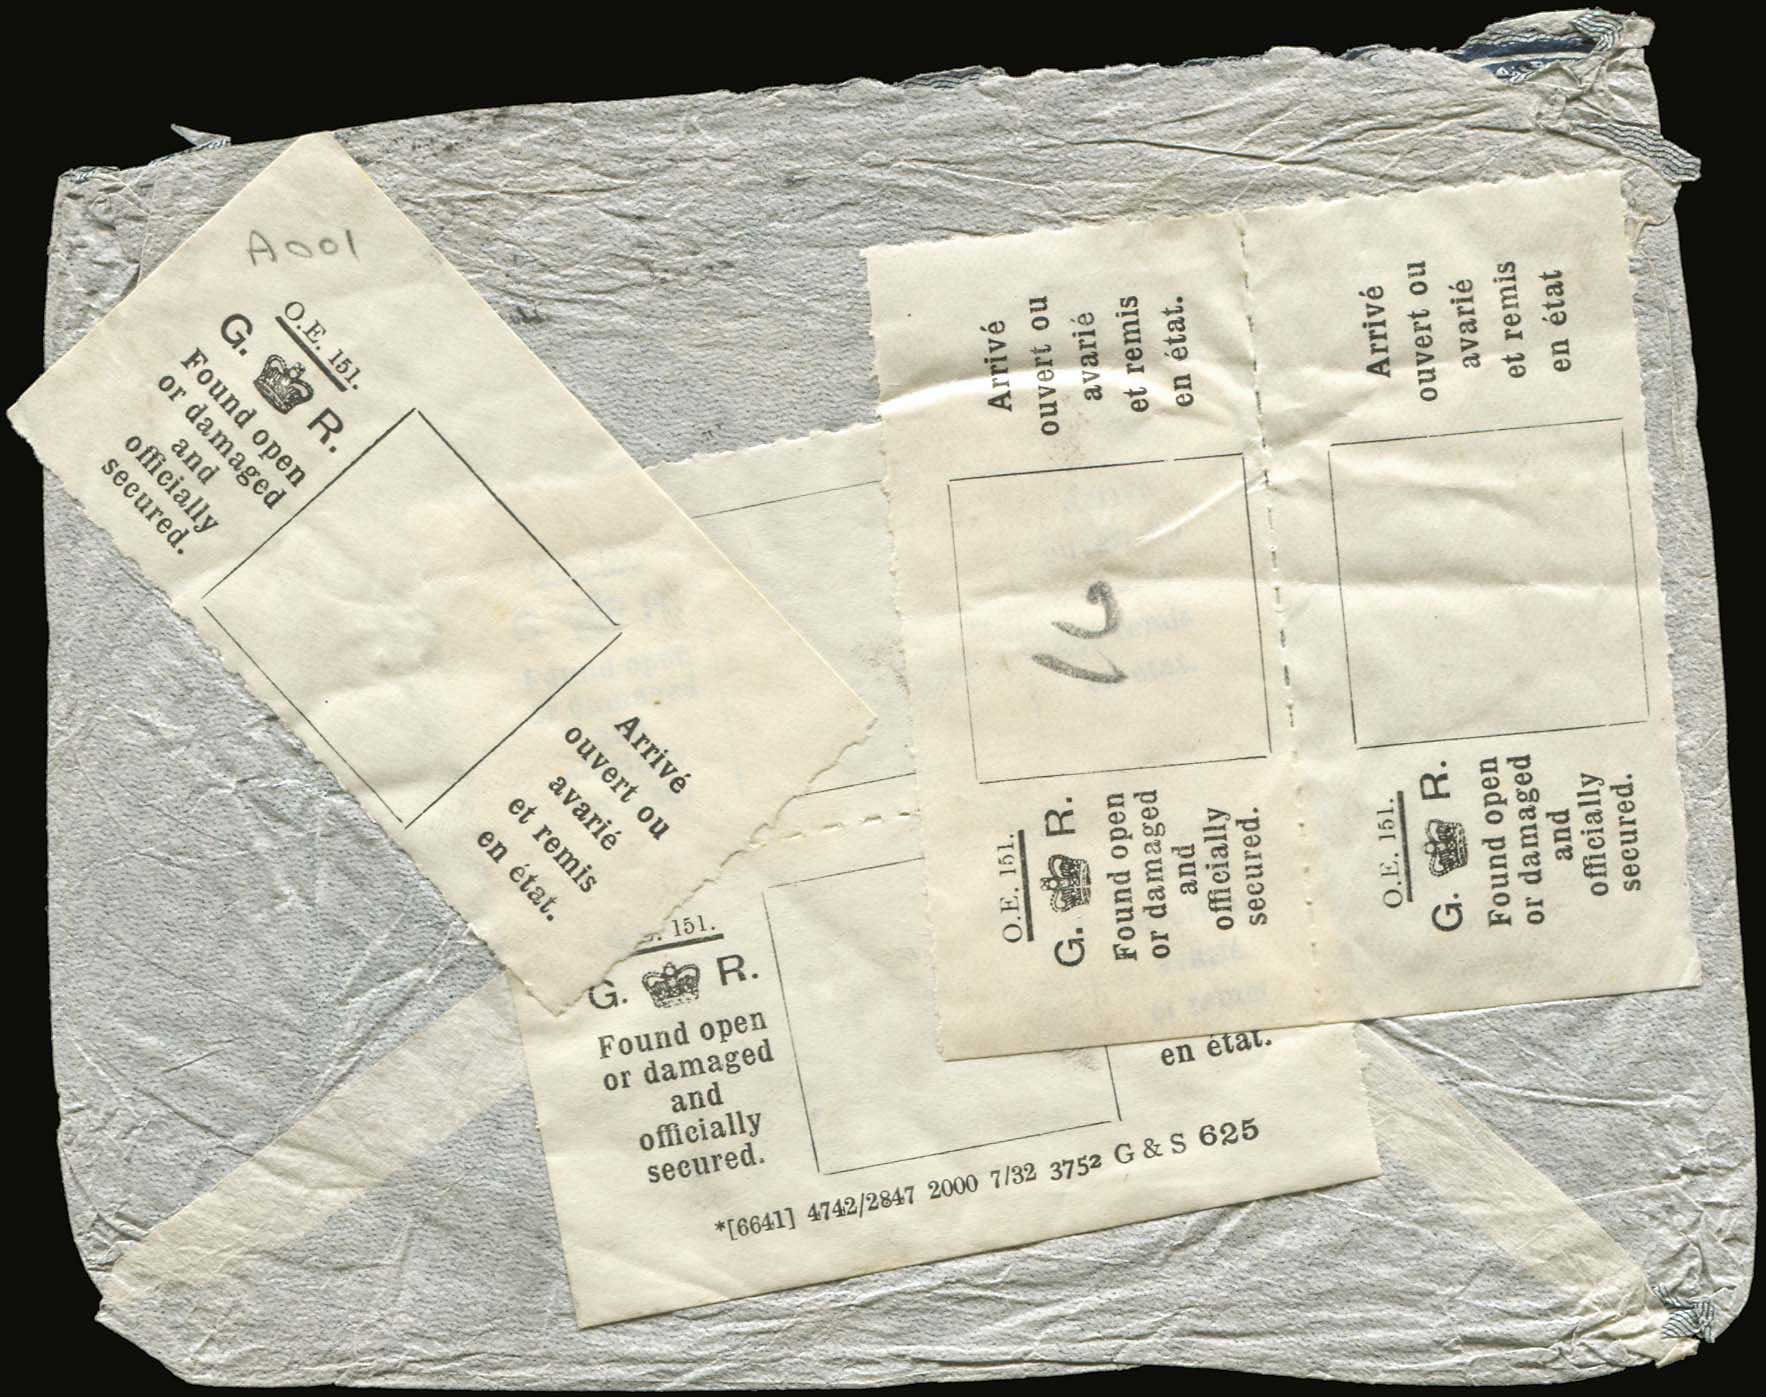 A001
O.E. 151.
G. R.
Found open
or damaged
and
officially
secured.
Arrivé
ouvert ou
avarié
et remis
en état.
151.
G. R.
Found open
or damaged
and
officially
secured.
en état.
*[6641] 4742/2847 2000 7/32 3752 G & S 625
Arrivé
ouvert ou
avarié
et remis
en état.
O.E. 151.
G. R.
Found open
or damaged
and
officially
secured.
Arrivé
ouvert ou
avarié
et remis
en état
O.E. 151.
G. R.
Found open
or damaged
and
officially
secured.